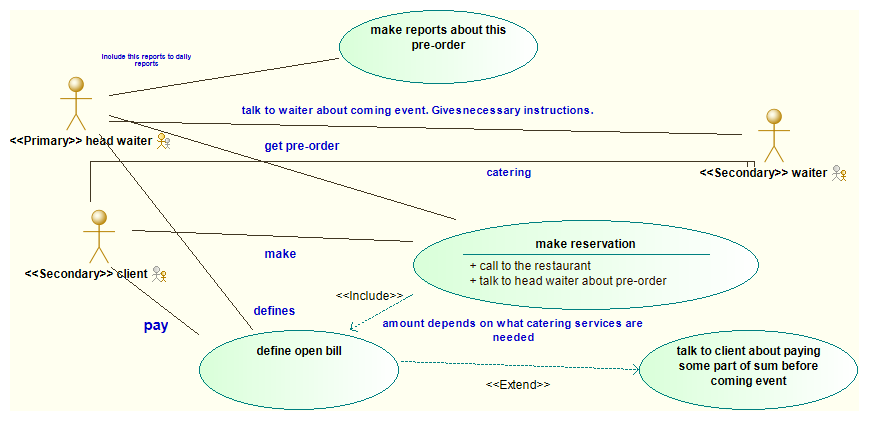 make reports about this
pre-order
Include this reports to daily
reports
talk to waiter about coming event. Givesnecessary instructions.
<<Primary>> head waiter
get pre-order
catering
<<Secondary>> waiter
make reservation
+ call to the restaurant
+ talk to head waiter about pre-order
make
<<Secondary>> client
<<Include>>
defines
pay
amount depends on what catering services are
needed
define open bill
talk to client about paying
some part of sum before
coming event
<<Extend>>